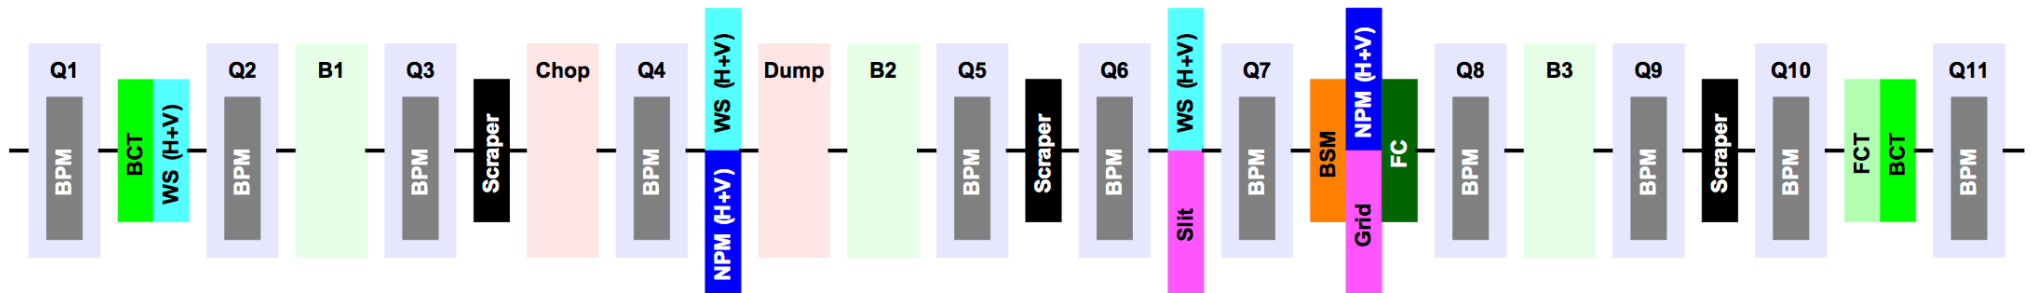 Q1
BPM
BCT
WS (H+V)
Q2
BPM
B1
Q3
BPM
Scraper
Chop
Q4
BPM
WS (H+V)
NPM (H+V)
Dump
B2
Q5
BPM
Scraper
Q6
BPM
WS (H+V)
Slit
Q7
BPM
BSM
NPM (H+V)
Grid
FC
Q8
BPM
B3
Q9
BPM
Scraper
Q10
BPM
FCT
BCT
Q11
BPM